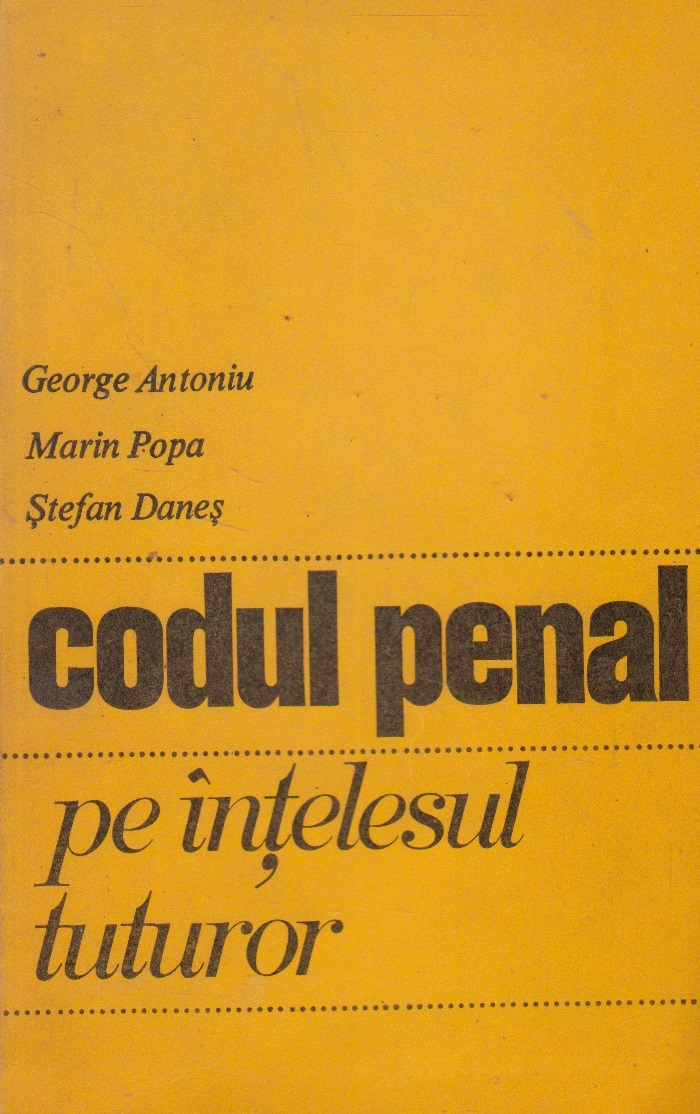 George Antoniu
Marin Popa
Ştefan Daneş
codul penal
pe înţelesul
tuturor